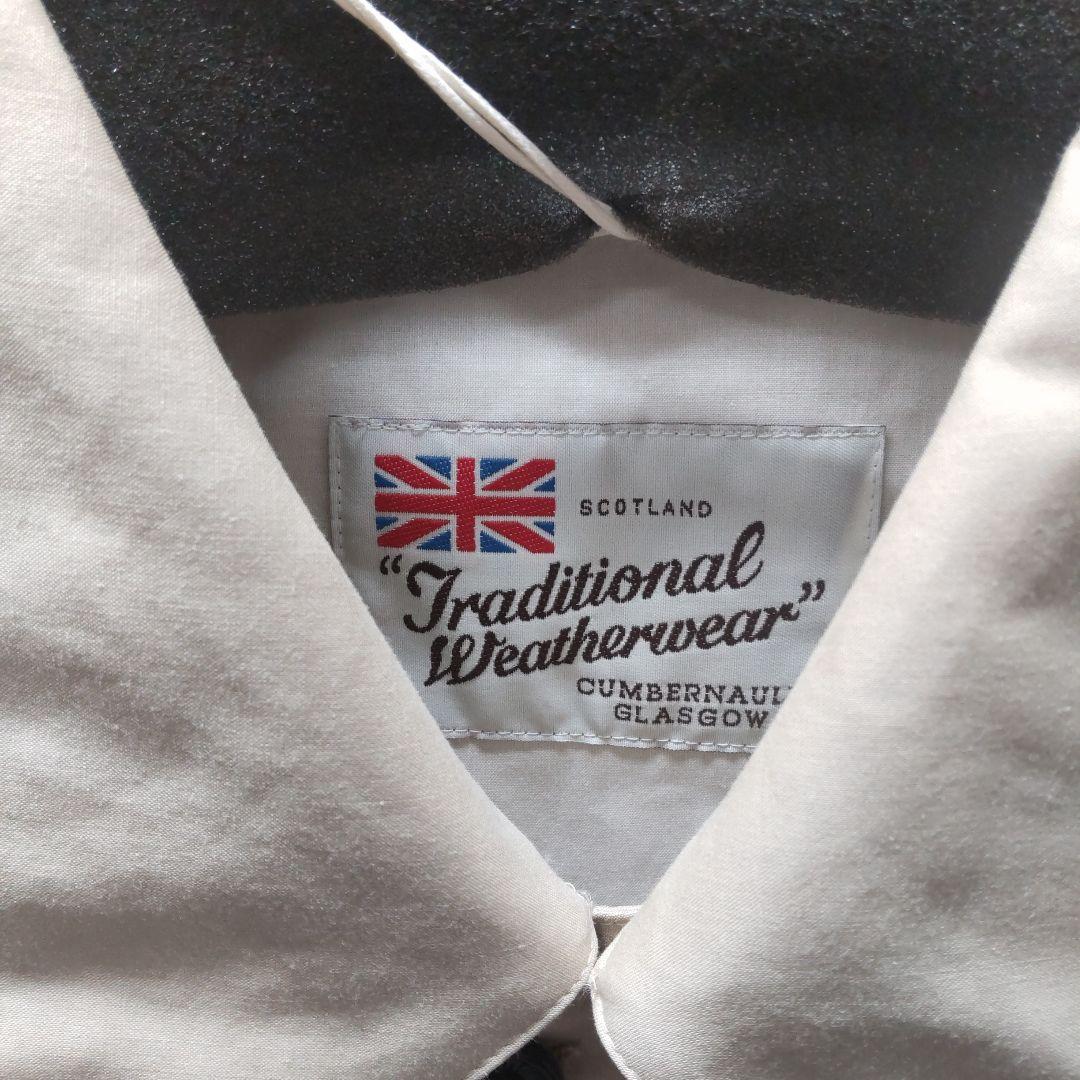 SCOTLAND
“Traditional
Weatherwear”
GLASGOW